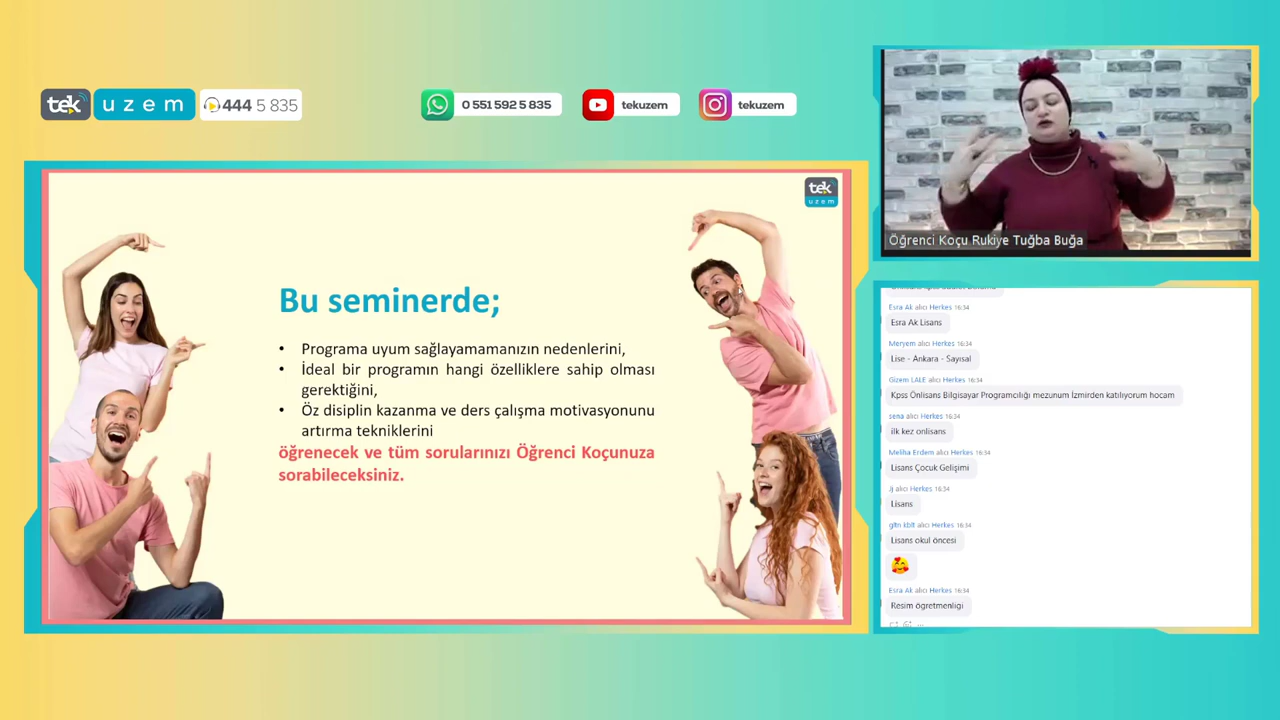 tek uzem 444 5 835
0 551 592 5 835
tekuzem
tekuzem
tek
uzem
Bu seminerde;
• Programa uyum sağlayamamanızın nedenlerini,
• İdeal bir programın hangi özelliklere sahip olması
gerektiğini,
• Öz disiplin kazanma ve ders çalışma motivasyonunu
artırma tekniklerini
öğrenecek ve tüm sorularınızı Öğrenci Koçunuza
sorabileceksiniz.
Öğrenci Koçu Rukiye Tuğba Buğa
Esra Ak alıcı Herkes 16:34
Esra Ak Lisans
Meryem alıcı Herkes 16:34
Lise - Ankara - Sayısal
Gizem LALE alıcı Herkes 16:34
Kpss Önlisans Bilgisayar Programcılığı mezunum İzmirden katılıyorum hocam
sena alıcı Herkes 16:34
ilk kez onlisans
Meliha Erdem alıcı Herkes 16:34
Lisans Çocuk Gelişimi
alıcı Herkes 16:34
Lisans
gltn kblt alıcı Herkes 16:34
Lisans okul öncesi
Esra Ak alıcı Herkes 16:34
Resim ögretmenligi